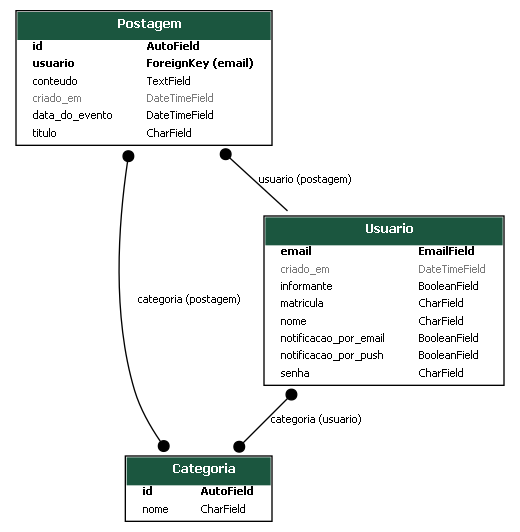 Postagem
id AutoField
usuario ForeignKey (email)
conteudo TextField
criado_em DateTimeField
data_do_evento DateTimeField
titulo CharField
usuario (postagem)
Usuario
email EmailField
criado_em DateTimeField
informante BooleanField
matricula CharField
nome CharField
notificacao_por_email BooleanField
notificacao_por_push BooleanField
senha CharField
categoria (postagem)
categoria (usuario)
Categoria
id AutoField
nome CharField